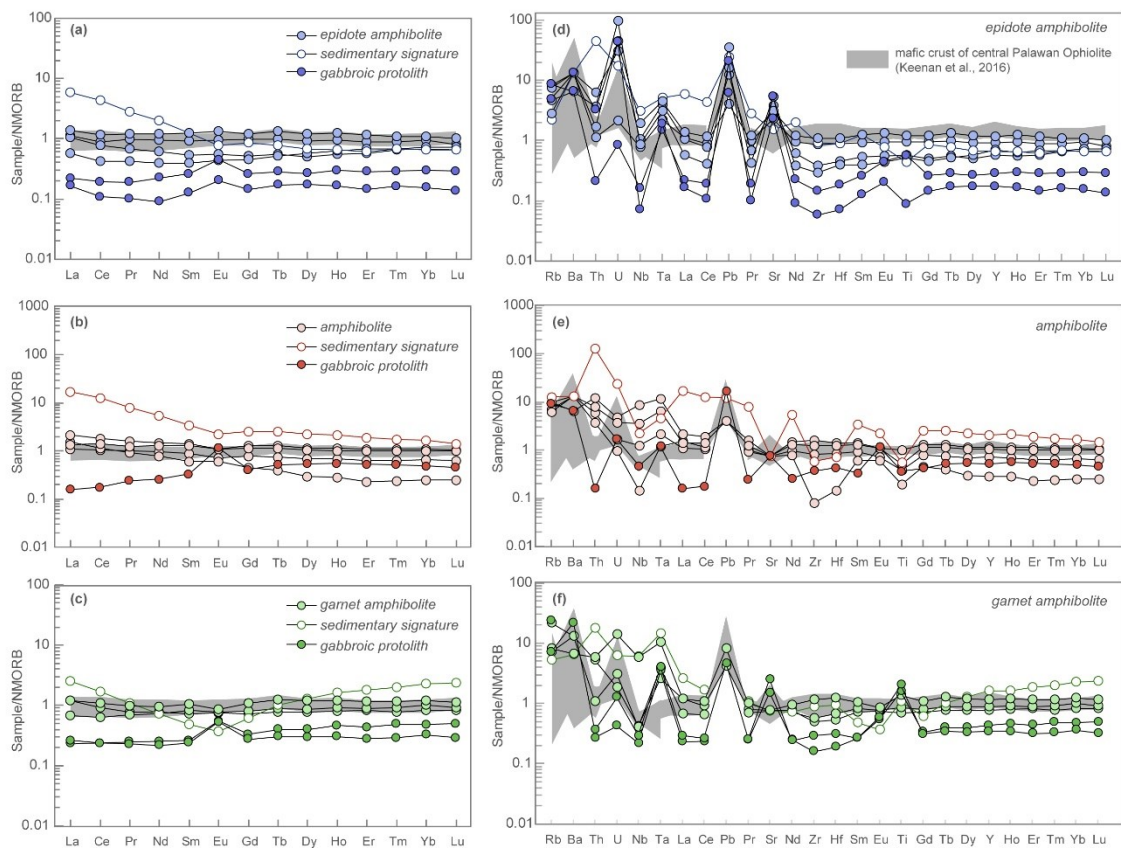 (a)
epidote amphibolite
sedimentary signature
gabbroic protolith
Sample/NMORB
100
10
1
0.1
0.01
La Ce Pr Nd Sm Eu Gd Tb Dy Ho Er Tm Yb Lu
(d)
epidote amphibolite
mafic crust of central Palawan Ophiolite
(Keenan et al., 2016)
Sample/NMORB
100
10
1
0.1
0.01
Rb Ba Th U Nb Ta La Ce Pb Pr Sr Nd Zr Hf Sm Eu Ti Gd Tb Dy Y Ho Er Tm Yb Lu
(b)
amphibolite
sedimentary signature
gabbroic protolith
Sample/NMORB
1000
100
10
1
0.1
0.01
La Ce Pr Nd Sm Eu Gd Tb Dy Ho Er Tm Yb Lu
(e)
amphibolite
Sample/NMORB
1000
100
10
1
0.1
0.01
Rb Ba Th U Nb Ta La Ce Pb Pr Sr Nd Zr Hf Sm Eu Ti Gd Tb Dy Y Ho Er Tm Yb Lu
(c)
garnet amphibolite
sedimentary signature
gabbroic protolith
Sample/NMORB
100
10
1
0.1
0.01
La Ce Pr Nd Sm Eu Gd Tb Dy Ho Er Tm Yb Lu
(f)
garnet amphibolite
Sample/NMORB
100
10
1
0.1
0.01
Rb Ba Th U Nb Ta La Ce Pb Pr Sr Nd Zr Hf Sm Eu Ti Gd Tb Dy Y Ho Er Tm Yb Lu